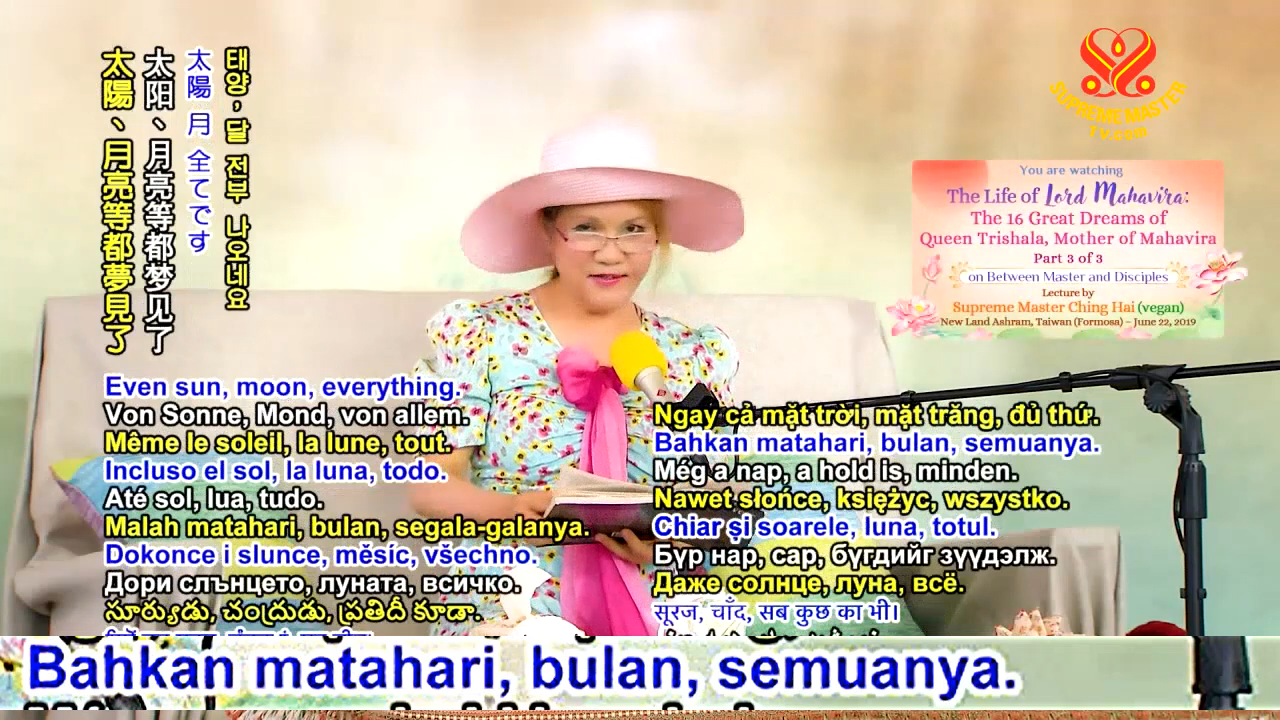 太陽、月亮等都夢見了
太阳、月亮等都梦见了
太陽 月 全てです
태양, 달 전부 나오네요
SUPREME MASTER
TV.com
You are watching
The Life of Lord Mahavira:
The 16 Great Dreams of
Queen Trishala, Mother of Mahavira
Part 3 of 3
on Between Master and Disciples
Lecture by
Supreme Master Ching Hai (vegan)
New Land Ashram, Taiwan (Formosa) – June 22, 2019
Even sun, moon, everything.
Von Sonne, Mond, von allem.
Même le soleil, la lune, tout.
Incluso el sol, la luna, todo.
Até sol, lua, tudo.
Malah matahari, bulan, segala-galanya.
Dokonce i slunce, měsíc, všechno.
Дори слънцето, луната, всичко.
సూర్యుడు, చంద్రుడు, ప్రతిదీ కూడా.
Ngay cả mặt trời, mặt trăng, đủ thứ.
Bahkan matahari, bulan, semuanya.
Még a nap, a hold is, minden.
Nawet słońce, księżyc, wszystko.
Chiar și soarele, luna, totul.
Бүр нар, сар, бүгдийг зүүдэлж.
Даже солнце, луна, всё.
सूरज, चाँद, सब कुछ का भी।
Bahkan matahari, bulan, semuanya.